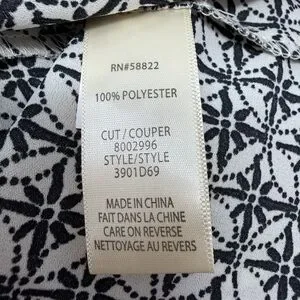 RN#58822
100% POLYESTER
CUT / COUPER
8002996
STYLE/STYLE
3901D69
MADE IN CHINA
FAIT DANS LA CHINE
CARE ON REVERSE
NETTOYAGE AU REVERS